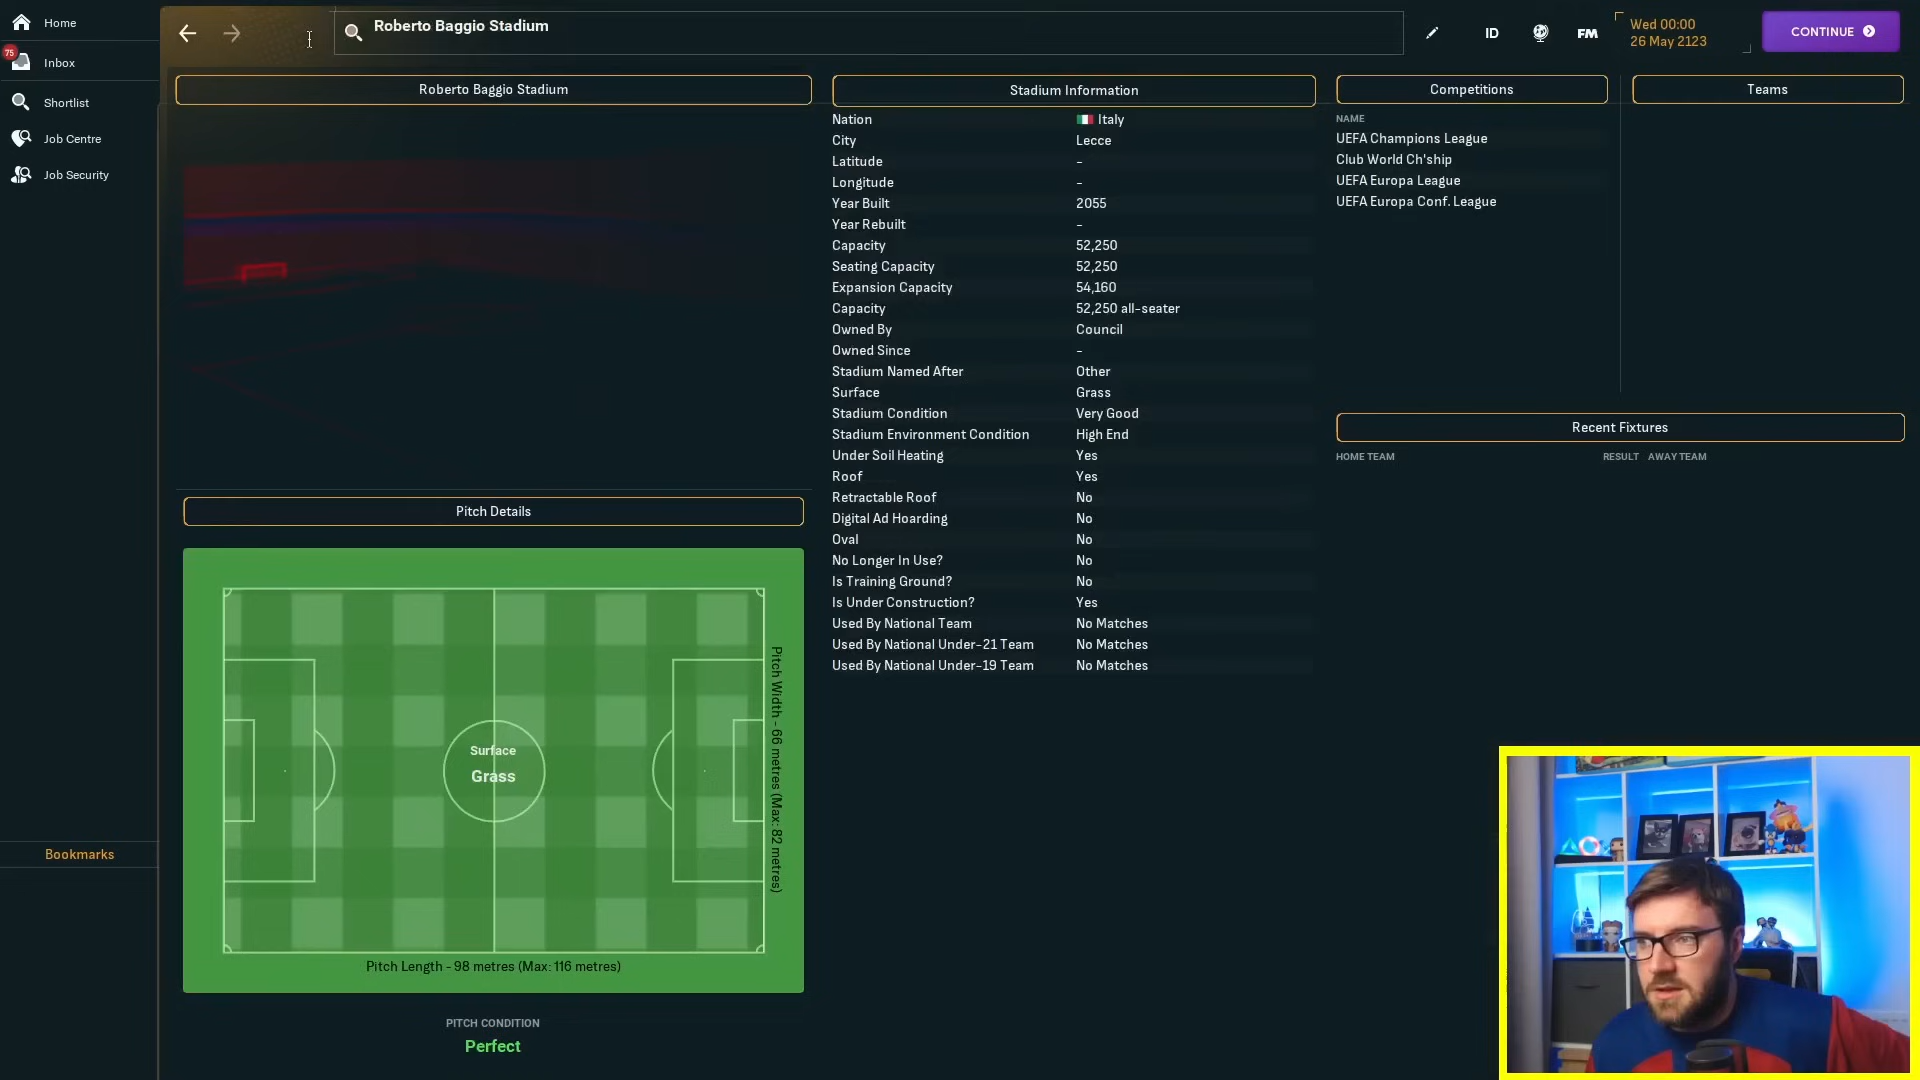 Home
75
Inbox
Shortlist
Job Centre
Job Security
Bookmarks
Roberto Baggio Stadium
ID
FM
Wed 00:00
26 May 2123
CONTINUE
Roberto Baggio Stadium
Pitch Details
Surface
Grass
Pitch Width - 66 metres (Max: 82 metres)
Pitch Length - 98 metres (Max: 116 metres)
PITCH CONDITION
Perfect
Stadium Information
Nation Italy
City Lecce
Latitude -
Longitude -
Year Built 2055
Year Rebuilt -
Capacity 52,250
Seating Capacity 52,250
Expansion Capacity 54,160
Capacity 52,250 all-seater
Owned By Council
Owned Since -
Stadium Named After Other
Surface Grass
Stadium Condition Very Good
Stadium Environment Condition High End
Under Soil Heating Yes
Roof Yes
Retractable Roof No
Digital Ad Hoarding No
Oval No
No Longer In Use? No
Is Training Ground? No
Is Under Construction? Yes
Used By National Team No Matches
Used By National Under-21 Team No Matches
Used By National Under-19 Team No Matches
Competitions
NAME
UEFA Champions League
Club World Ch'ship
UEFA Europa League
UEFA Europa Conf. League
Teams
Recent Fixtures
HOME TEAM RESULT AWAY TEAM